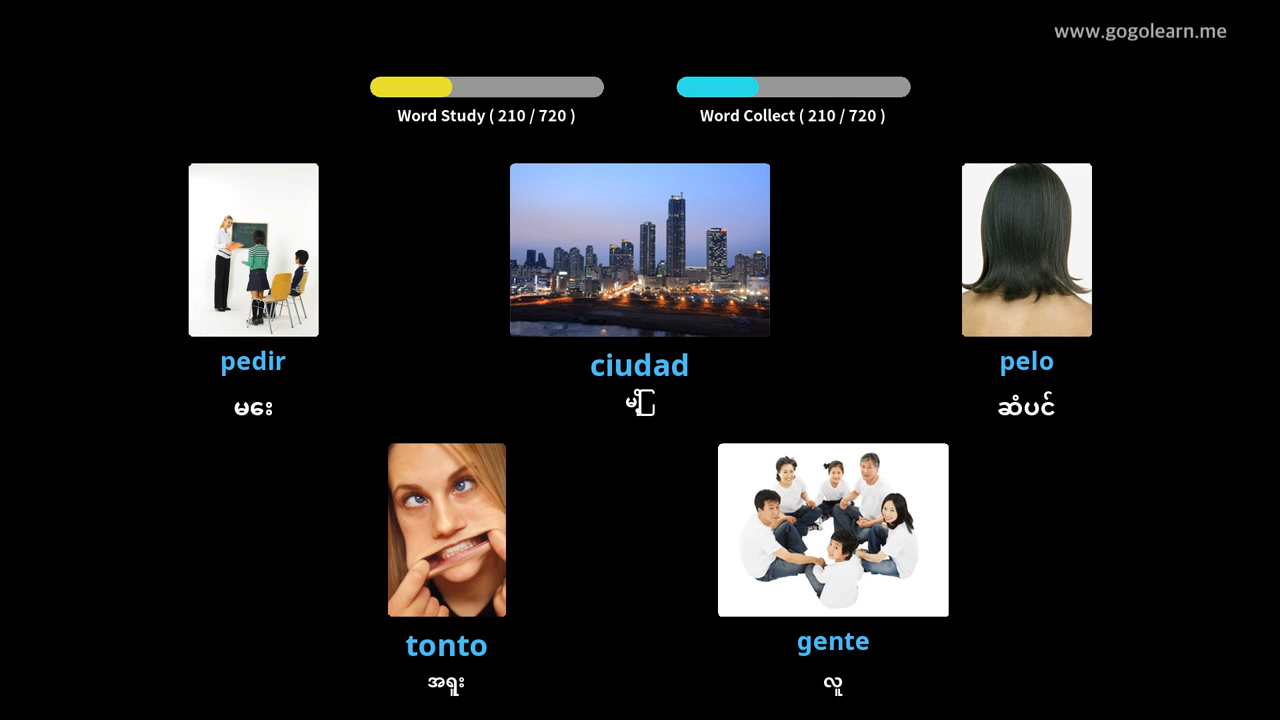 www.gogolearn.me
Word Study ( 210 / 720 )
Word Collect ( 210 / 720 )
pedir
မေး
ciudad
မြို့
pelo
ဆံပင်
tonto
အရူး
gente
လူ